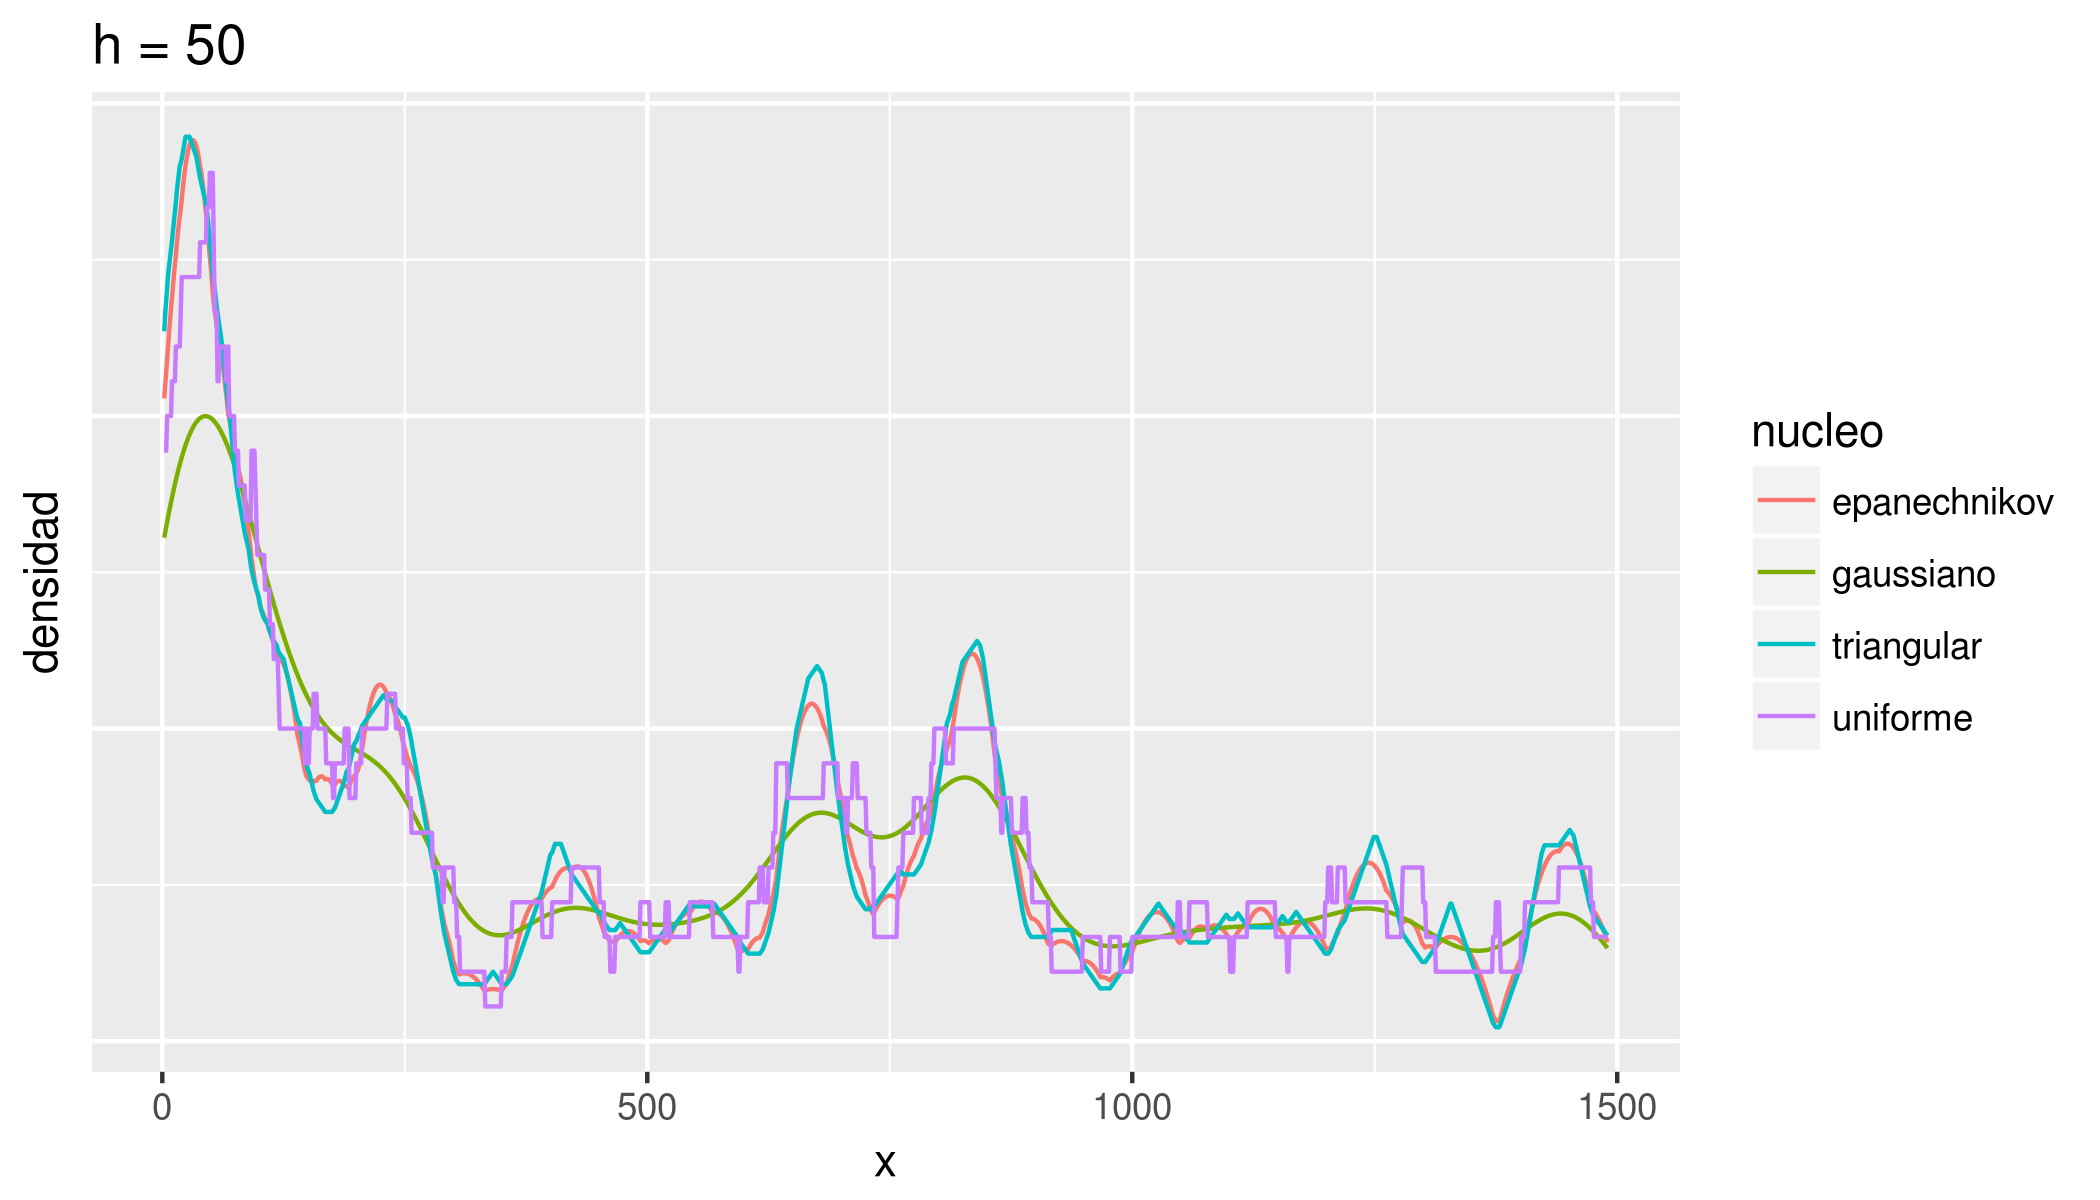 h = 50
densidad
0 500 1000 1500
x
nucleo
epanechnikov
gaussiano
triangular
uniforme